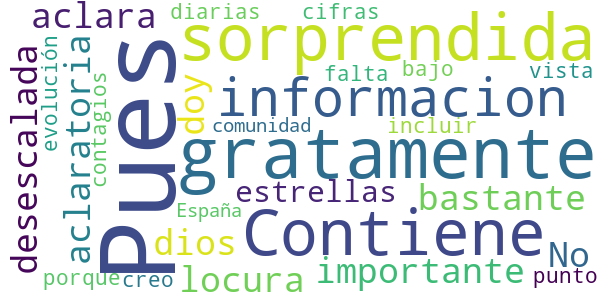 aclara
diarias
cifras
sorprendida
Pues
desescalada
evolución
aclaratoria
contagios
doy
informacion
falta
bajo
vista
comunidad
incluir
gratamente
estrellas
bastante
España
Contiene
dios
No
locura
importante
punto
porque
creo